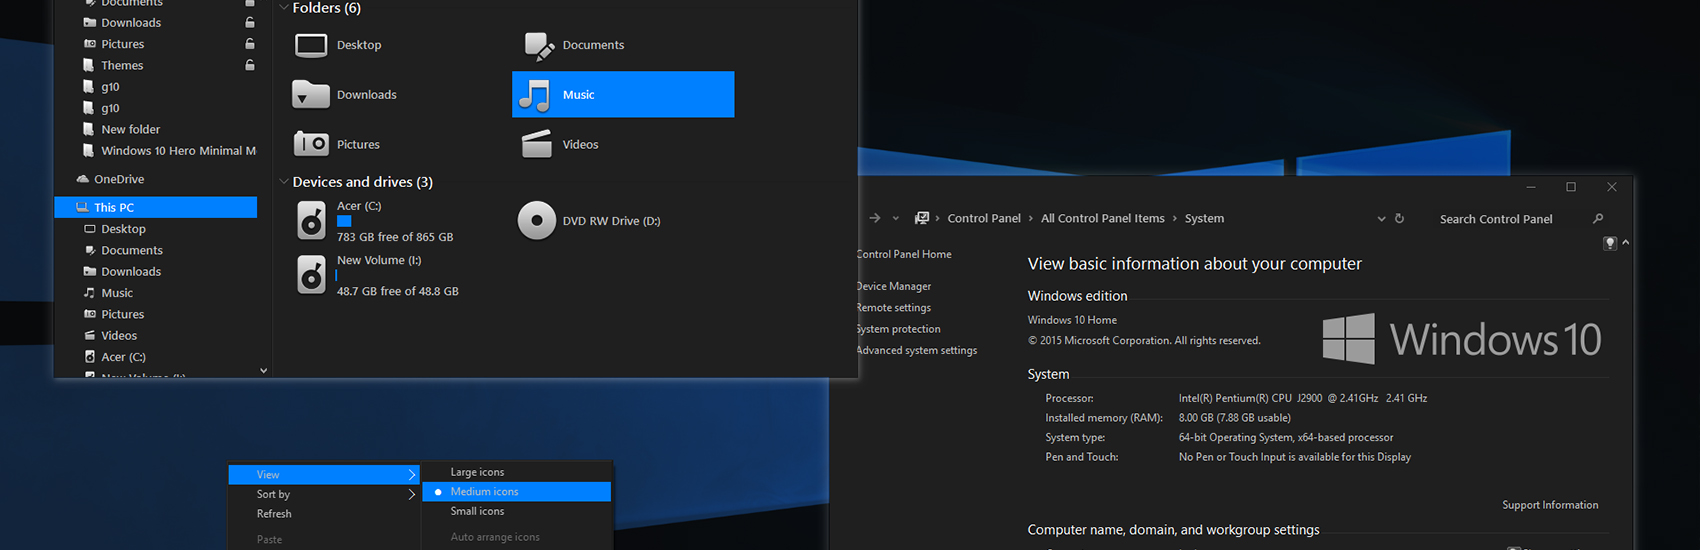 Documents
Downloads
Pictures
Themes
g10
g10
New folder
Windows 10 Hero Minimal M
OneDrive
This PC
Desktop
Documents
Downloads
Music
Pictures
Videos
Acer (C:)
New Volume (I:)
Folders (6)
Desktop
Documents
Downloads
Music
Pictures
Videos
Devices and drives (3)
Acer (C:)
783 GB free of 865 GB
DVD RW Drive (D:)
New Volume (I:)
48.7 GB free of 48.8 GB
View
Sort by
Refresh
Paste
Large icons
Medium icons
Small icons
Auto arrange icons
Control Panel
All Control Panel Items
System
Search Control Panel
Control Panel Home
Device Manager
Remote settings
System protection
Advanced system settings
View basic information about your computer
Windows edition
Windows 10 Home
© 2015 Microsoft Corporation. All rights reserved.
Windows 10
System
Processor: Intel(R) Pentium(R) CPU J2900 @ 2.41GHz 2.41 GHz
Installed memory (RAM): 8.00 GB (7.88 GB usable)
System type: 64-bit Operating System, x64-based processor
Pen and Touch: No Pen or Touch Input is available for this Display
Support Information
Computer name, domain, and workgroup settings